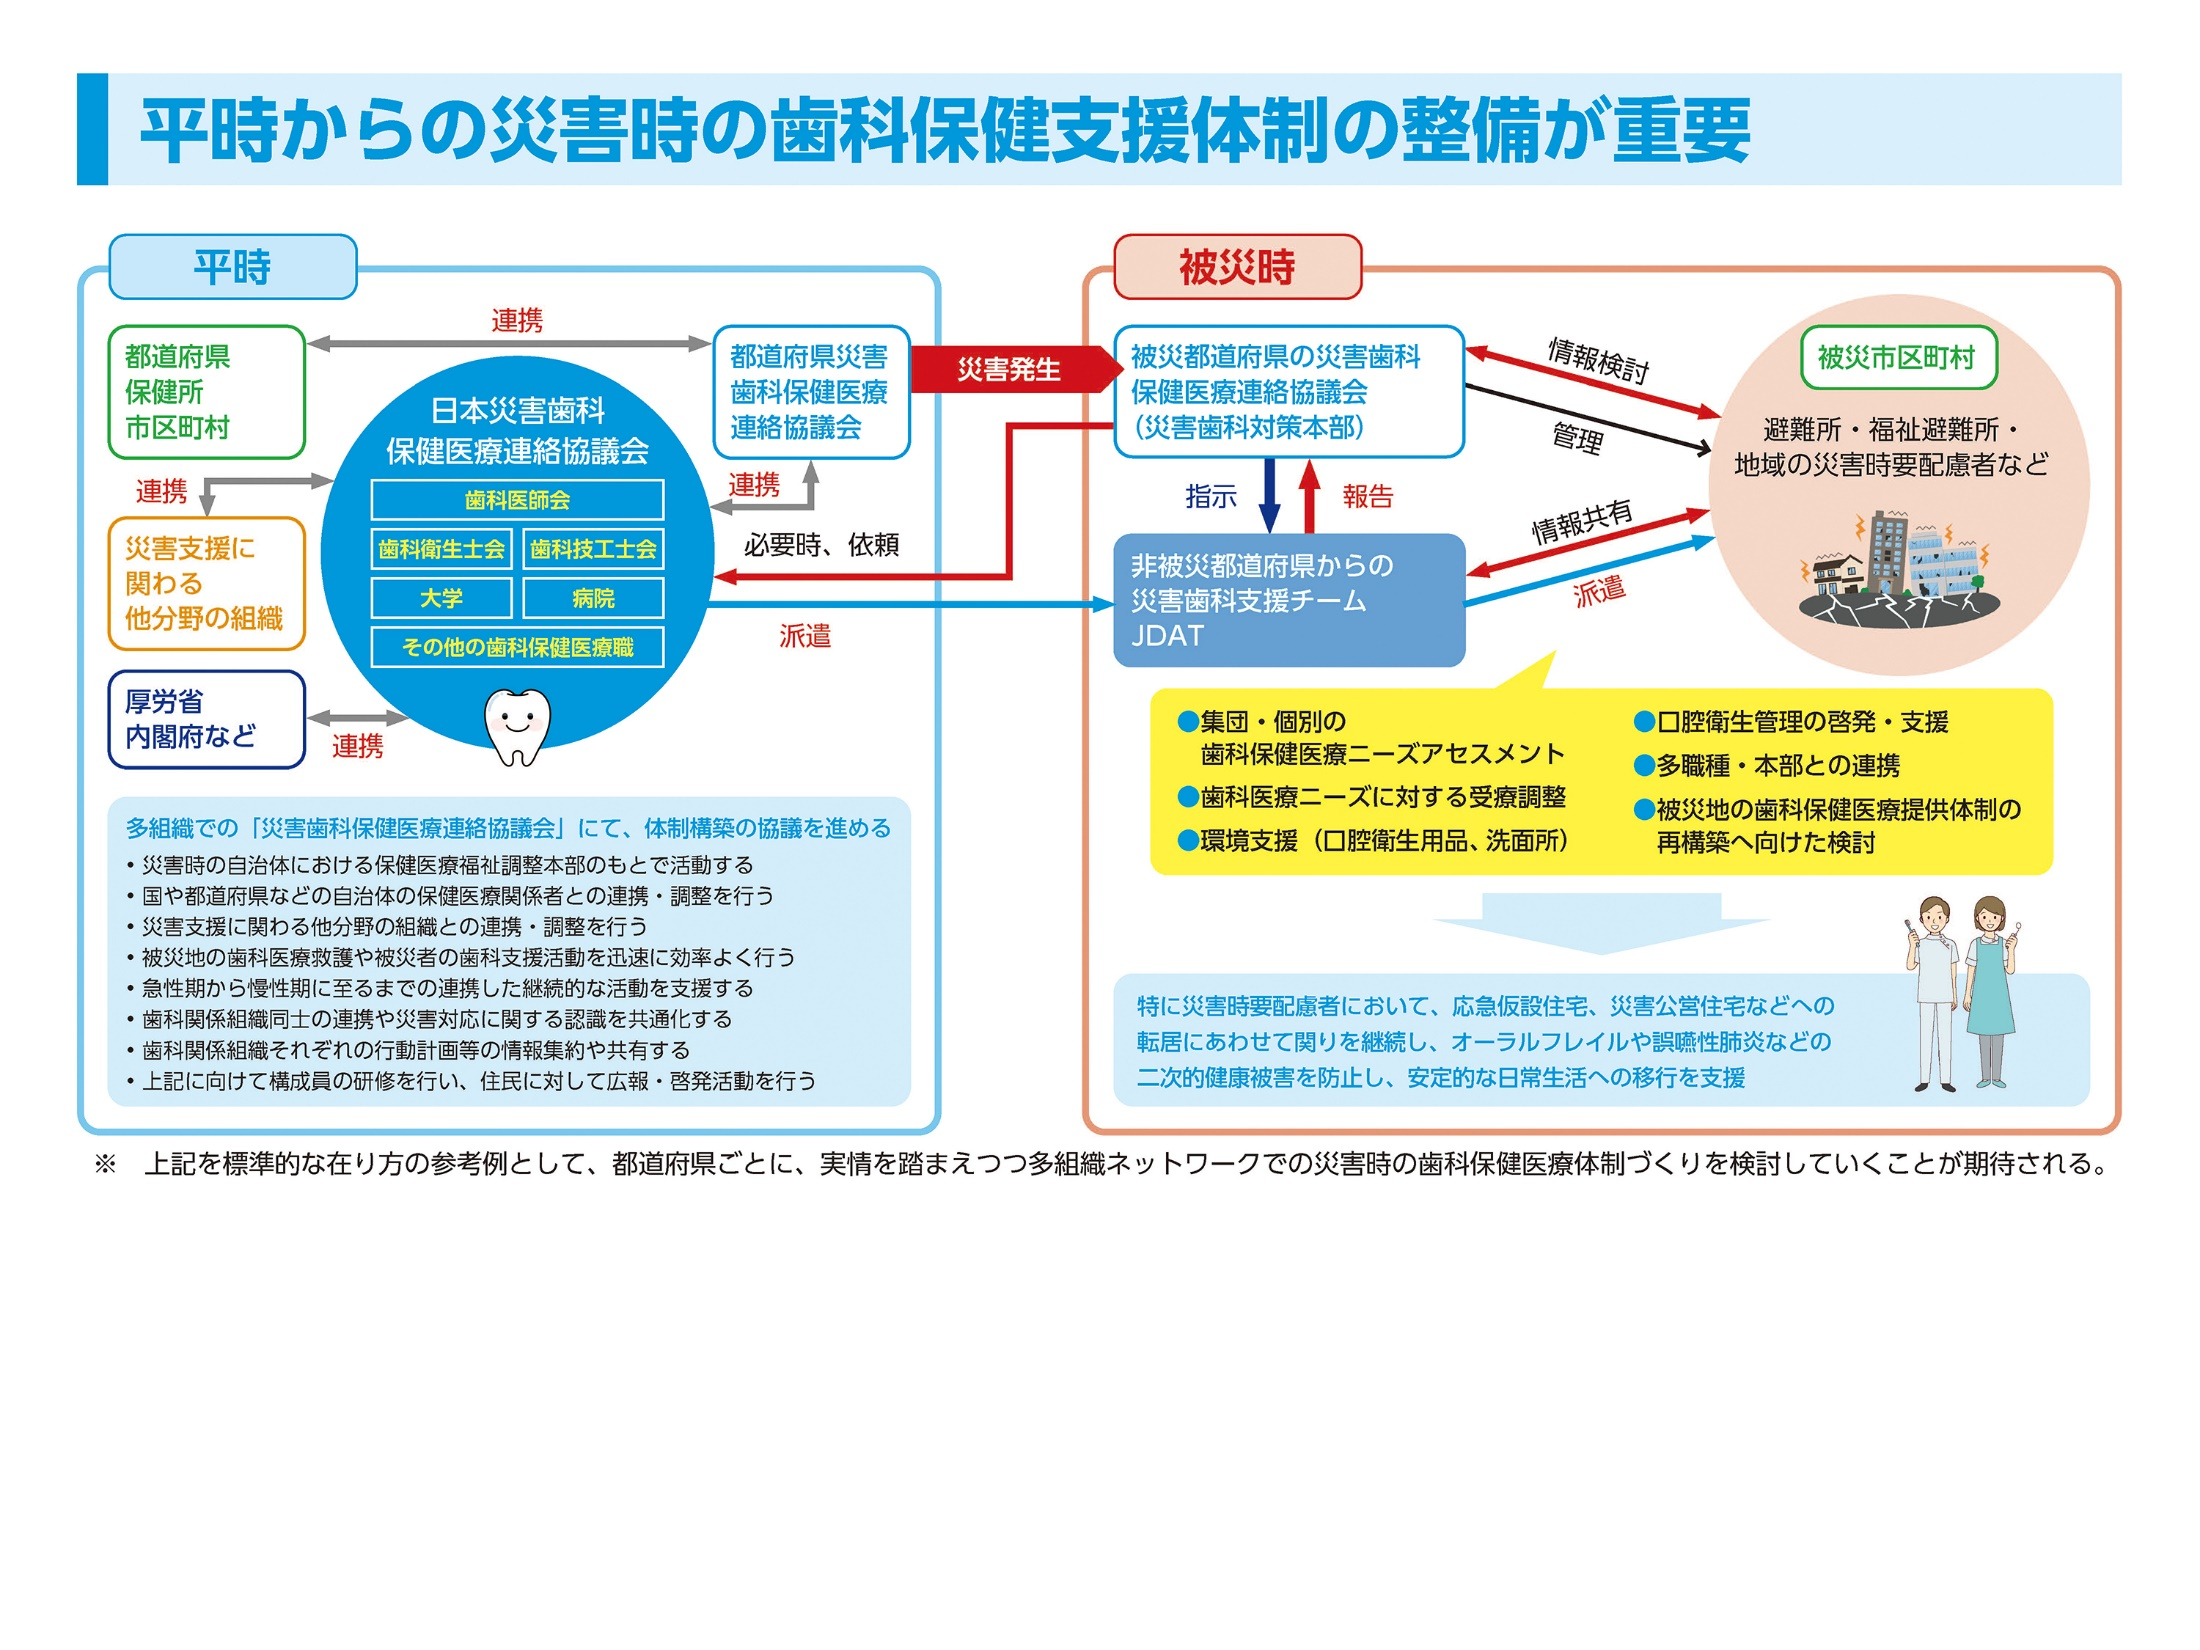 平時からの災害時の歯科保健支援体制の整備が重要
平時
連携
都道府県
保健所
市区町村
都道府県災害
歯科保健医療
連絡協議会
日本災害歯科
保健医療連絡協議会
歯科医師会
歯科衛生士会
歯科技工士会
大学
病院
その他の歯科保健医療職
連携
連携
災害支援に
関わる
他分野の組織
厚労省
内閣府など
連携
必要時、依頼
派遣
災害発生
多組織での「災害歯科保健医療連絡協議会」にて、体制構築の協議を進める
・災害時の自治体における保健医療福祉調整本部のもとで活動する
・国や都道府県などの自治体の保健医療関係者との連携・調整を行う
・災害支援に関わる他分野の組織との連携・調整を行う
・被災地の歯科医療救護や被災者の歯科支援活動を迅速に効率よく行う
・急性期から慢性期に至るまでの連携した継続的な活動を支援する
・歯科関係組織同士の連携や災害対応に関する認識を共通化する
・歯科関係組織それぞれの行動計画等の情報集約や共有する
・上記に向けて構成員の研修を行い、住民に対して広報・啓発活動を行う
被災時
被災都道府県の災害歯科
保健医療連絡協議会
（災害歯科対策本部）
情報検討
管理
指示
報告
非被災都道府県からの
災害歯科支援チーム
JDAT
情報共有
派遣
被災市区町村
避難所・福祉避難所・
地域の災害時要配慮者など
●集団・個別の
歯科保健医療ニーズアセスメント
●歯科医療ニーズに対する受療調整
●環境支援（口腔衛生用品、洗面所）
●口腔衛生管理の啓発・支援
●多職種・本部との連携
●被災地の歯科保健医療提供体制の
再構築へ向けた検討
特に災害時要配慮者において、応急仮設住宅、災害公営住宅などへの
転居にあわせて関りを継続し、オーラルフレイルや誤嚥性肺炎などの
二次的健康被害を防止し、安定的な日常生活への移行を支援
※　上記を標準的な在り方の参考例として、都道府県ごとに、実情を踏まえつつ多組織ネットワークでの災害時の歯科保健医療体制づくりを検討していくことが期待される。